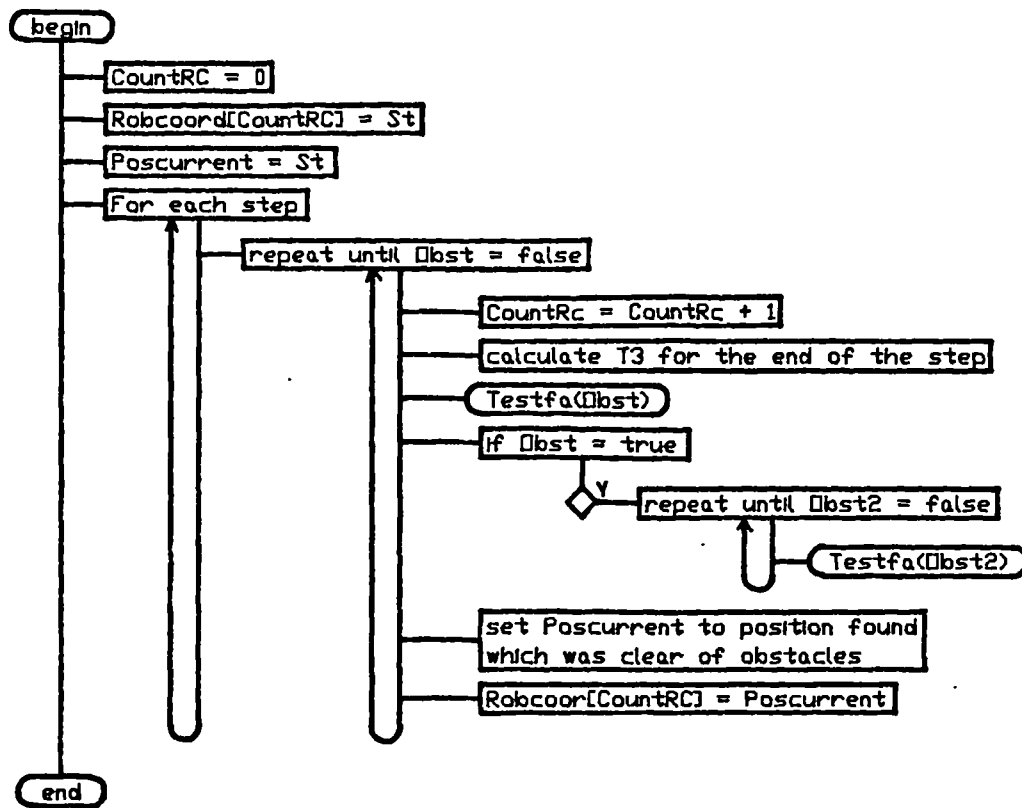 begin
CountRC = 0
Robcoord[CountRC] = St
Poscurrent = St
For each step
repeat until Obst = false
CountRc = CountRc + 1
calculate T3 for the end of the step
Testfa(Obst)
If Obst = true
Y
repeat until Obst2 = false
Testfa(Obst2)
set Poscurrent to position found
which was clear of obstacles
Robcoor[CountRC] = Poscurrent
end